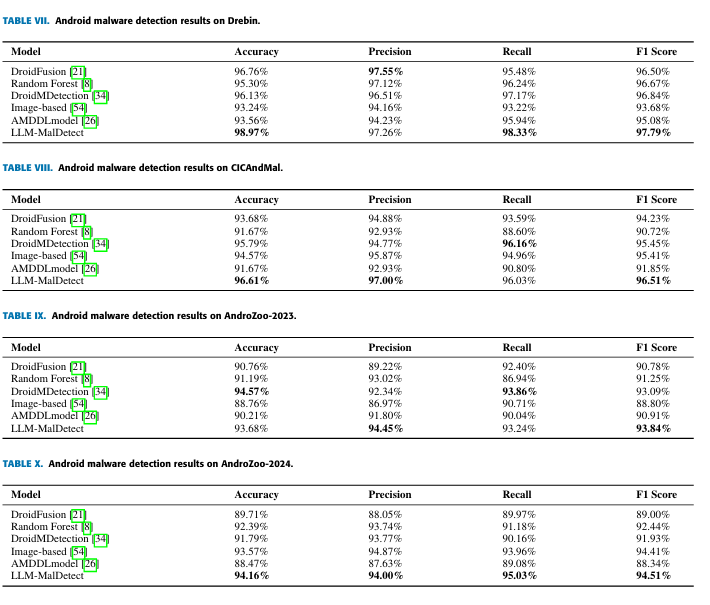 TABLE VII. Android malware detection results on Drebin.
Model Accuracy Precision Recall F1 Score
DroidFusion [21] 96.76% 97.55% 95.48% 96.50%
Random Forest [8] 95.30% 97.12% 96.24% 96.67%
DroidMDetection [34] 96.13% 96.51% 97.17% 96.84%
Image-based [54] 93.24% 94.16% 93.22% 93.68%
AMDDLmodel [26] 93.56% 94.23% 95.94% 95.08%
LLM-MalDetect 98.97% 97.26% 98.33% 97.79%
TABLE VIII. Android malware detection results on CICAndMal.
Model Accuracy Precision Recall F1 Score
DroidFusion [21] 93.68% 94.88% 93.59% 94.23%
Random Forest [8] 91.67% 92.93% 88.60% 90.72%
DroidMDetection [34] 95.79% 94.77% 96.16% 95.45%
Image-based [54] 94.57% 95.87% 94.96% 95.41%
AMDDLmodel [26] 91.67% 92.93% 90.80% 91.85%
LLM-MalDetect 96.61% 97.00% 96.03% 96.51%
TABLE IX. Android malware detection results on AndroZoo-2023.
Model Accuracy Precision Recall F1 Score
DroidFusion [21] 90.76% 89.22% 92.40% 90.78%
Random Forest [8] 91.19% 93.02% 86.94% 91.25%
DroidMDetection [34] 94.57% 92.34% 93.86% 93.09%
Image-based [54] 88.76% 86.97% 90.71% 88.80%
AMDDLmodel [26] 90.21% 91.80% 90.04% 90.91%
LLM-MalDetect 93.68% 94.45% 93.24% 93.84%
TABLE X. Android malware detection results on AndroZoo-2024.
Model Accuracy Precision Recall F1 Score
DroidFusion [21] 89.71% 88.05% 89.97% 89.00%
Random Forest [8] 92.39% 93.74% 91.18% 92.44%
DroidMDetection [34] 91.79% 93.77% 90.16% 91.93%
Image-based [54] 93.57% 94.87% 93.96% 94.41%
AMDDLmodel [26] 88.47% 87.63% 89.08% 88.34%
LLM-MalDetect 94.16% 94.00% 95.03% 94.51%